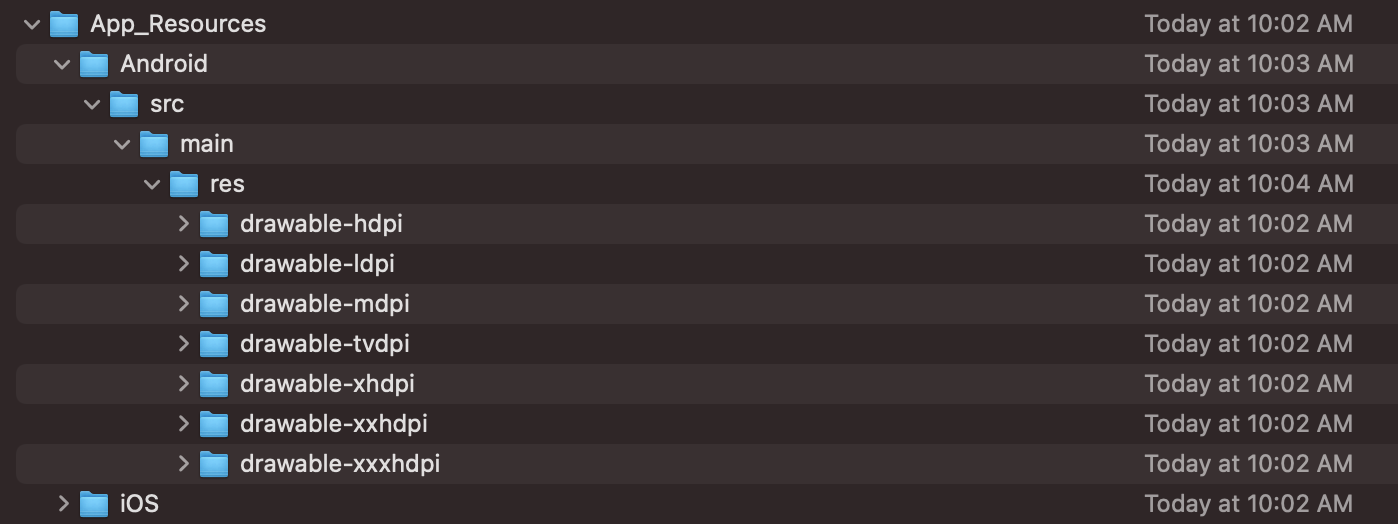 App_Resources Today at 10:02 AM
Android Today at 10:03 AM
src Today at 10:03 AM
main Today at 10:03 AM
res Today at 10:04 AM
drawable-hdpi Today at 10:02 AM
drawable-ldpi Today at 10:02 AM
drawable-mdpi Today at 10:02 AM
drawable-tvdpi Today at 10:02 AM
drawable-xhdpi Today at 10:02 AM
drawable-xxhdpi Today at 10:02 AM
drawable-xxxhdpi Today at 10:02 AM
iOS Today at 10:02 AM